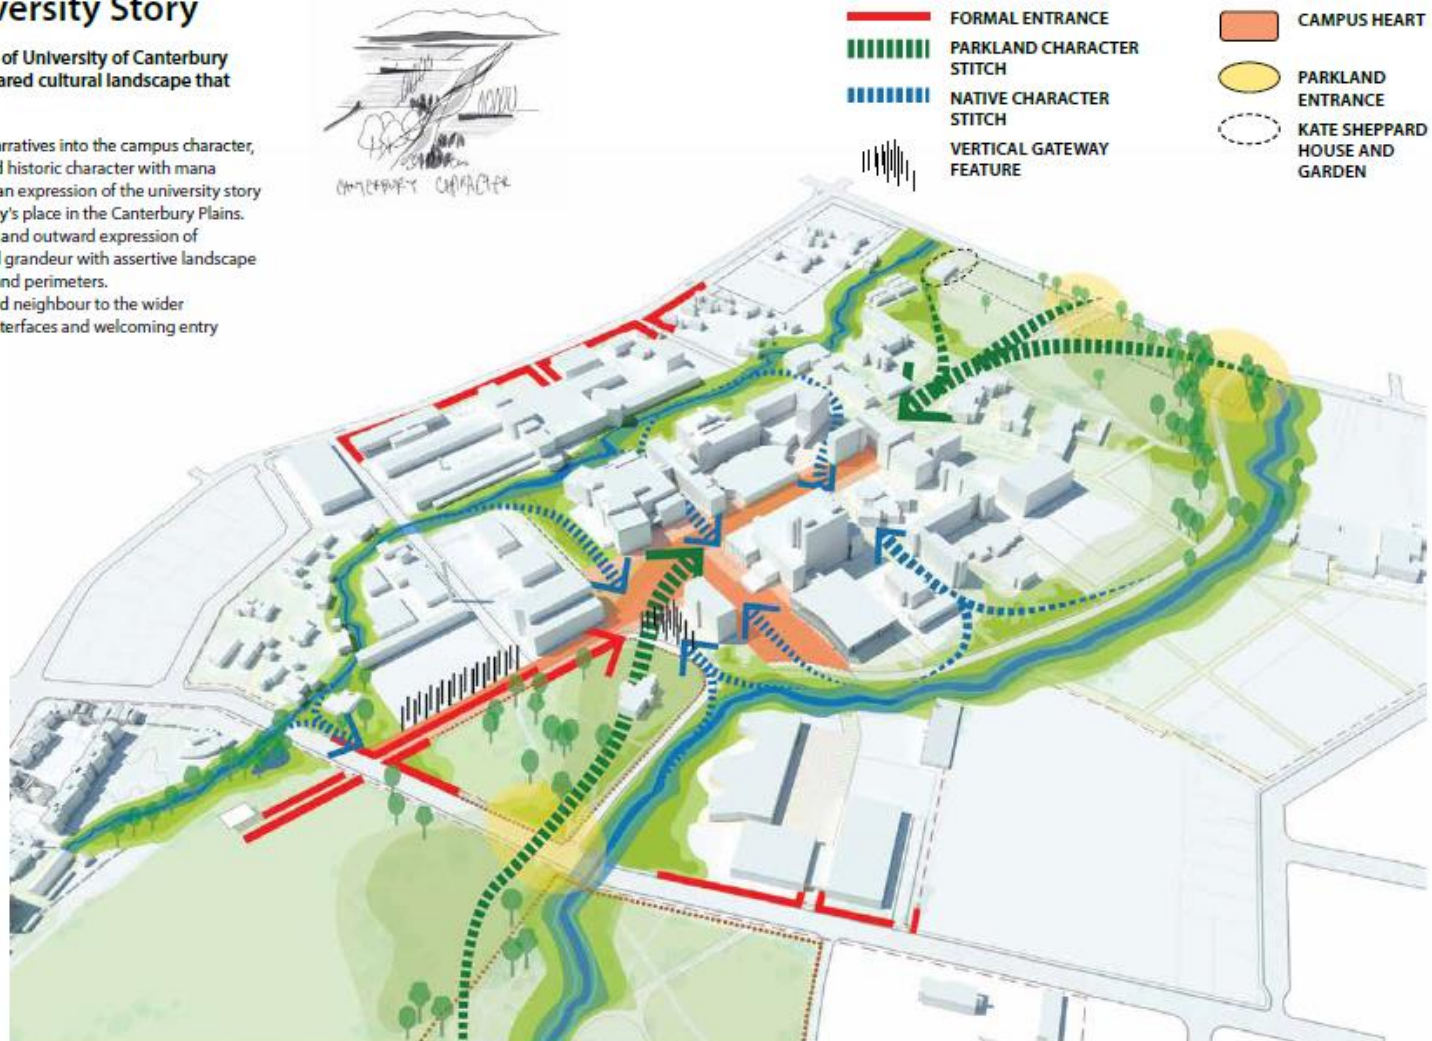 versity Story
of University of Canterbury
ared cultural landscape that
rratives into the campus character,
d historic character with mana
an expression of the university story
y's place in the Canterbury Plains.
and outward expression of
l grandeur with assertive landscape
nd perimeters.
d neighbour to the wider
terfaces and welcoming entry
CANTERBURY CHARACTER
FORMAL ENTRANCE
PARKLAND CHARACTER
STITCH
NATIVE CHARACTER
STITCH
VERTICAL GATEWAY
FEATURE
CAMPUS HEART
PARKLAND
ENTRANCE
KATE SHEPPARD
HOUSE AND
GARDEN